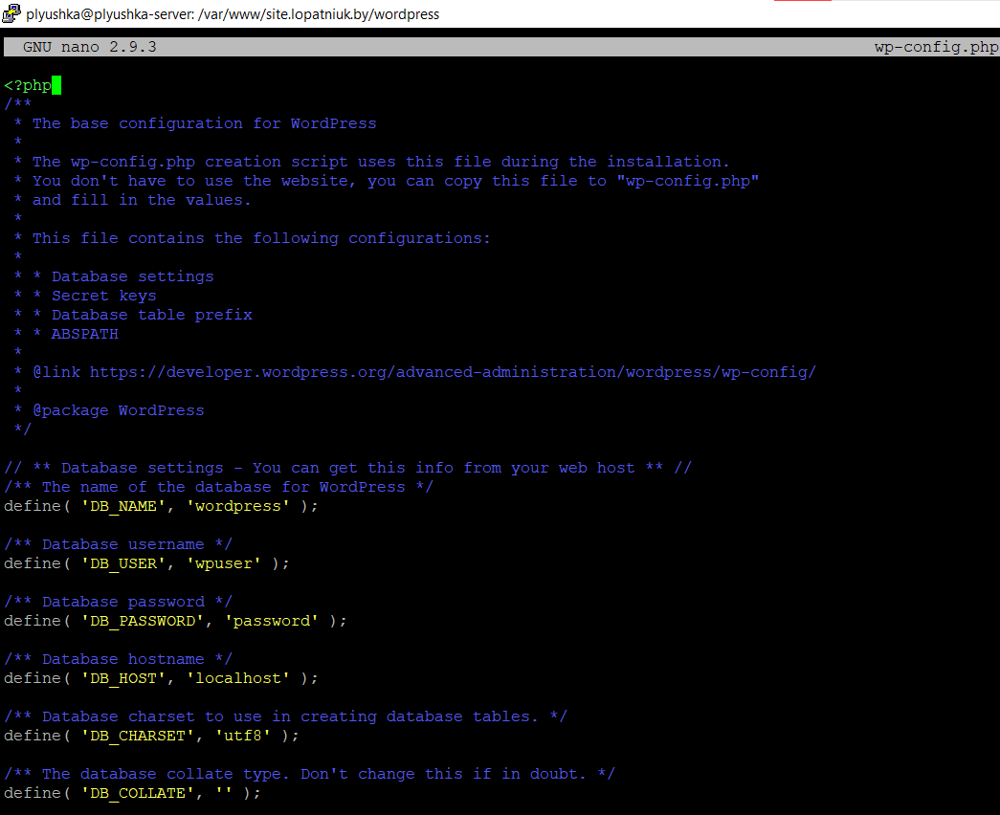 plyushka@plyushka-server: /var/www/site.lopatniuk.by/wordpress
GNU nano 2.9.3 wp-config.php
<?php
/**
 * The base configuration for WordPress
 *
 * The wp-config.php creation script uses this file during the installation.
 * You don't have to use the website, you can copy this file to "wp-config.php"
 * and fill in the values.
 *
 * This file contains the following configurations:
 *
 * * Database settings
 * * Secret keys
 * * Database table prefix
 * * ABSPATH
 *
 * @link https://developer.wordpress.org/advanced-administration/wordpress/wp-config/
 *
 * @package WordPress
 */
// ** Database settings - You can get this info from your web host ** //
/** The name of the database for WordPress */
define( 'DB_NAME', 'wordpress' );
/** Database username */
define( 'DB_USER', 'wpuser' );
/** Database password */
define( 'DB_PASSWORD', 'password' );
/** Database hostname */
define( 'DB_HOST', 'localhost' );
/** Database charset to use in creating database tables. */
define( 'DB_CHARSET', 'utf8' );
/** The database collate type. Don't change this if in doubt. */
define( 'DB_COLLATE', '' );